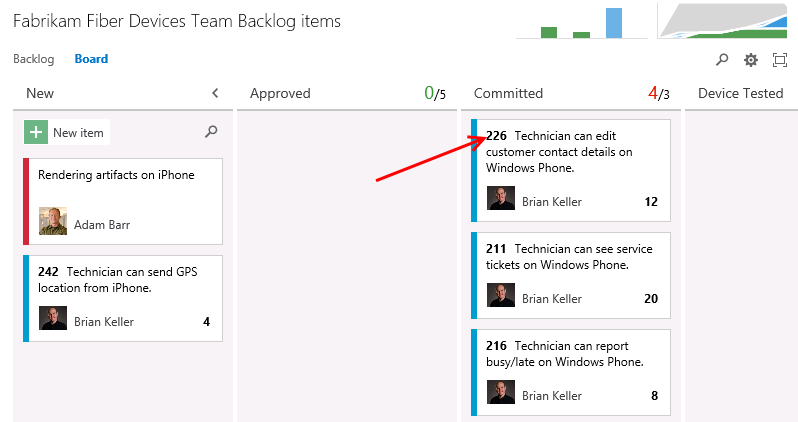 Fabrikam Fiber Devices Team Backlog items
Backlog Board
New
Approved 0/5
Committed 4/3
Device Tested
New item
Rendering artifacts on iPhone
Adam Barr
242 Technician can send GPS
location from iPhone.
Brian Keller 4
226 Technician can edit
customer contact details on
Windows Phone.
Brian Keller 12
211 Technician can see service
tickets on Windows Phone.
Brian Keller 20
216 Technician can report
busy/late on Windows Phone.
Brian Keller 8